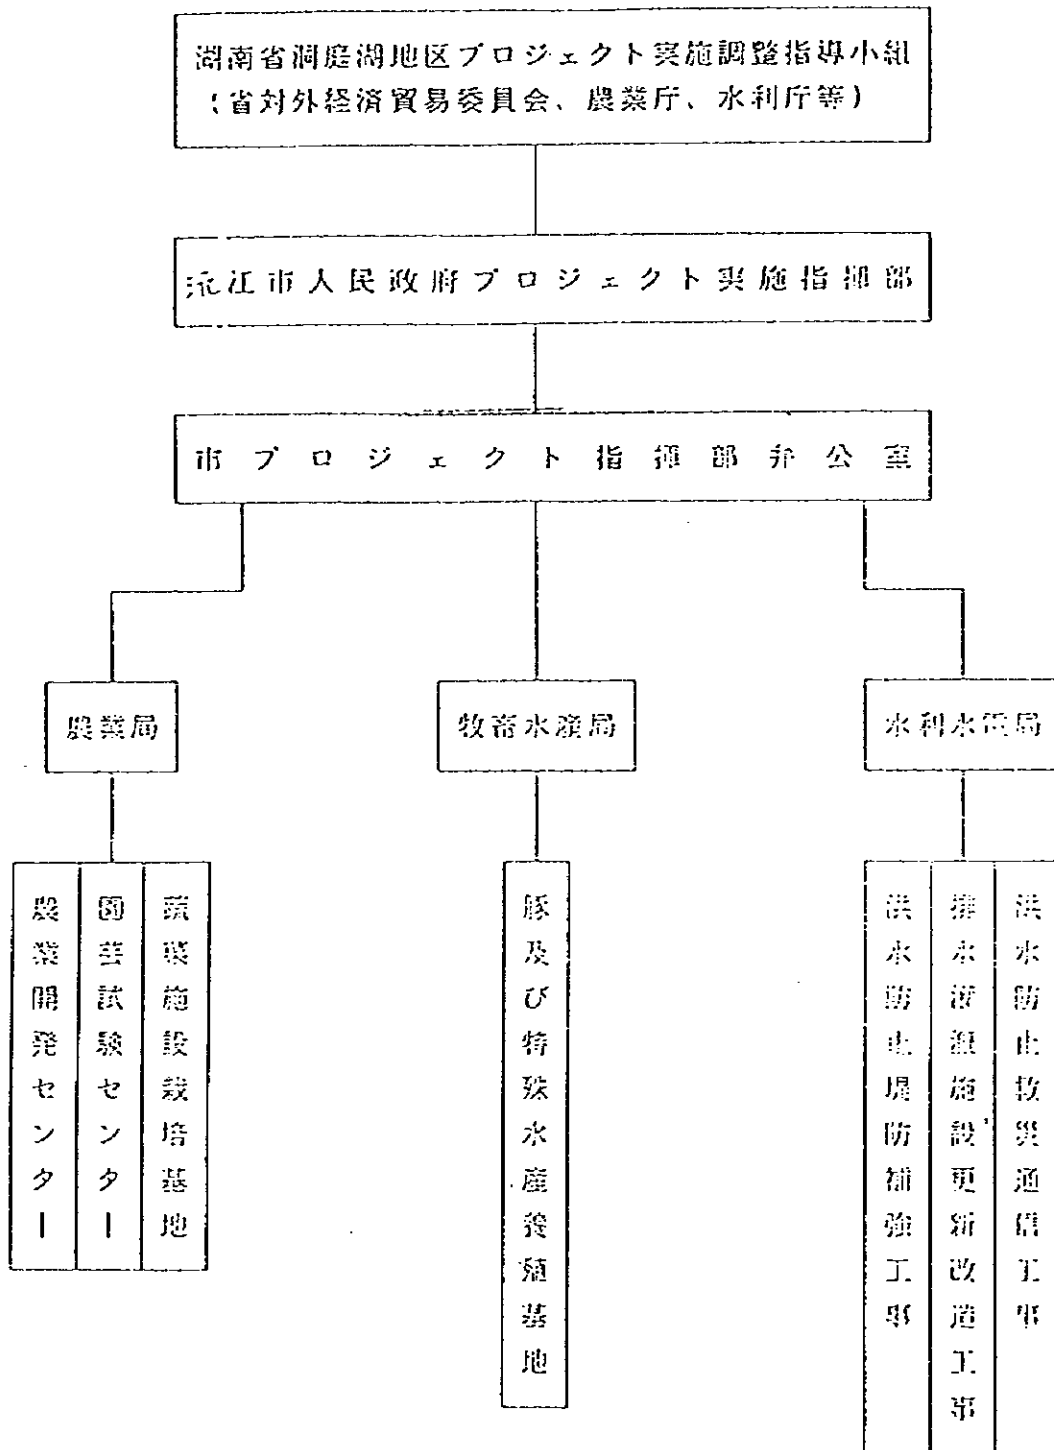 湖南省洞庭湖地区プロジェクト実施調整指導小組
(省対外経済貿易委員会、農業庁、水利庁等)
沅江市人民政府プロジェクト実施指揮部
市プロジェクト指揮部弁公室
農業局
牧畜水産局
水利水電局
農業開発センター
園芸試験センター
蔬菜施設栽培基地
豚及び特殊水産養殖基地
洪水防止堤防補強工事
排水灌漑施設更新改造工事
洪水防止救災通信工事